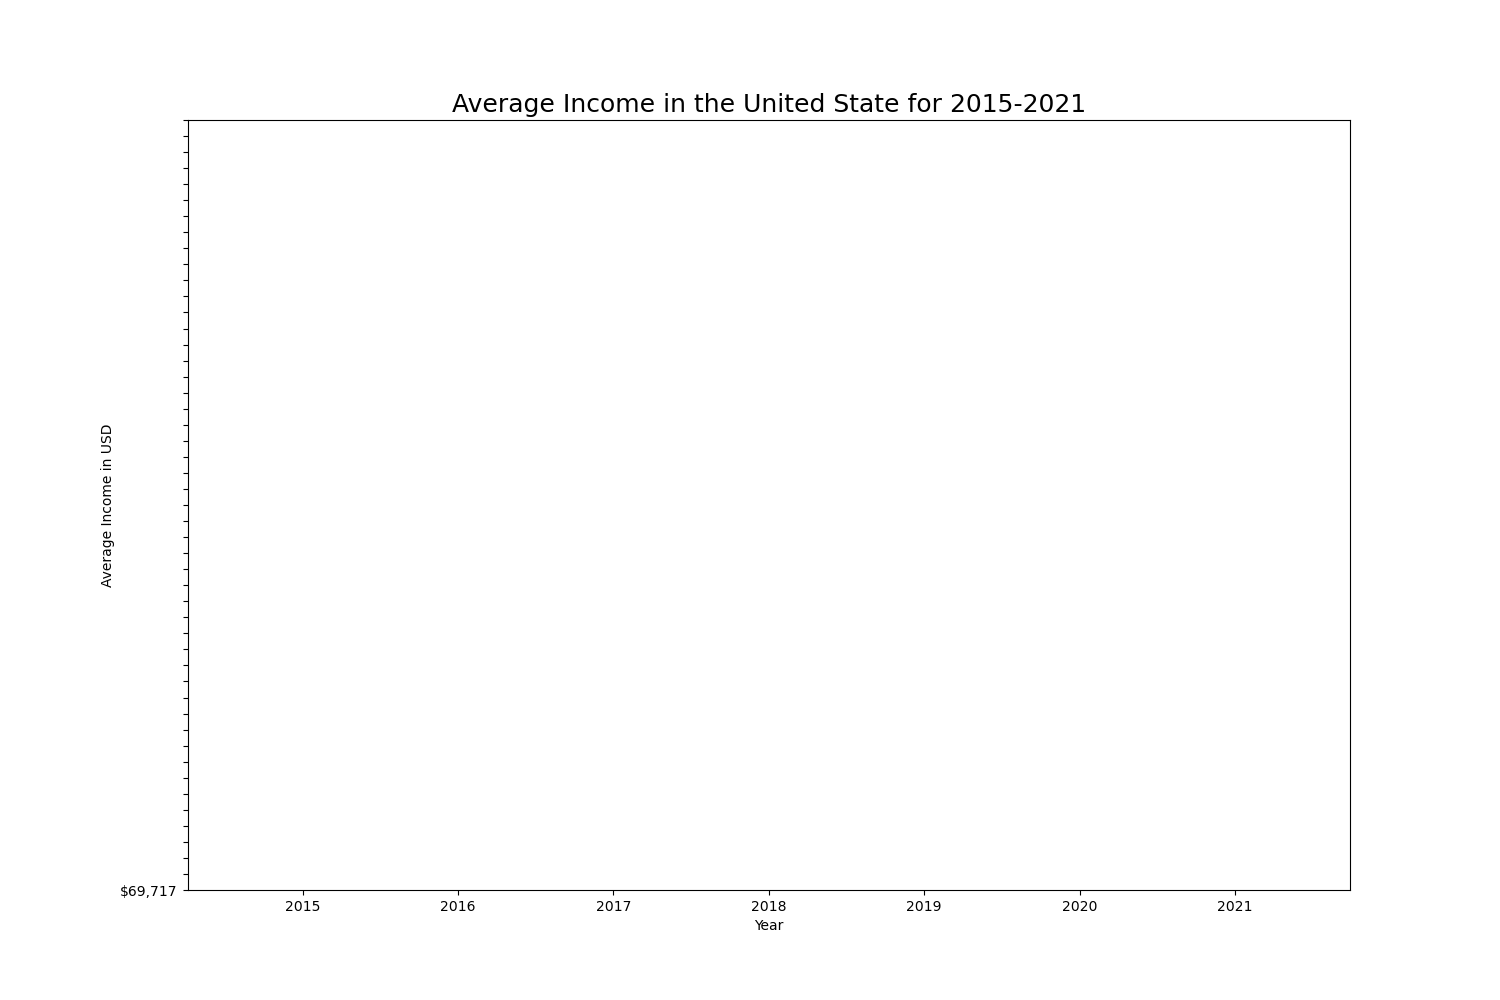 Average Income in the United State for 2015-2021
Average Income in USD
$69,717
2015 2016 2017 2018 2019 2020 2021
Year